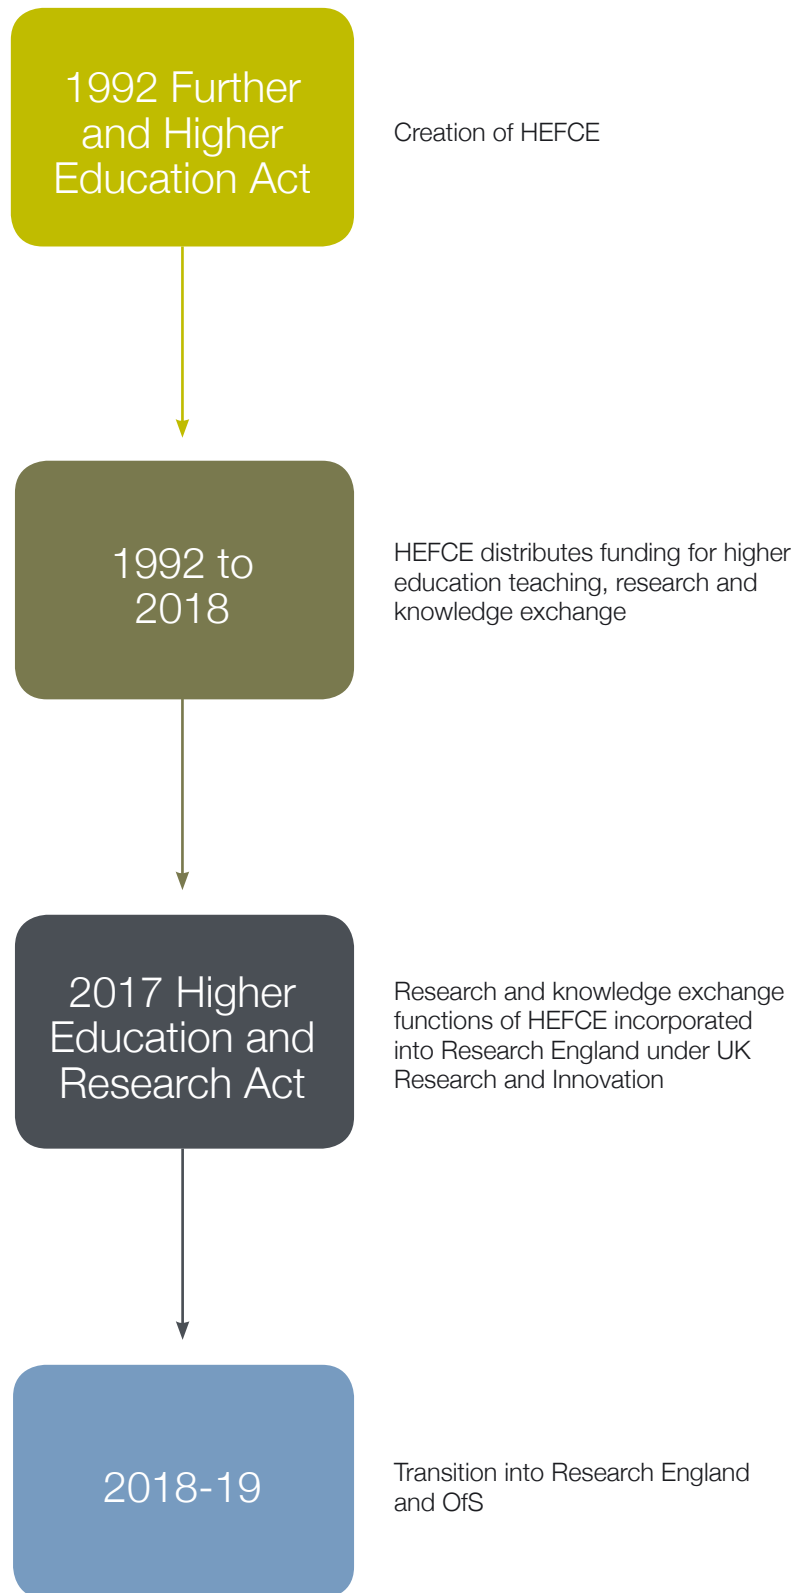 1992 Further
and Higher
Education Act
Creation of HEFCE
1992 to
2018
HEFCE distributes funding for higher
education teaching, research and
knowledge exchange
2017 Higher
Education and
Research Act
Research and knowledge exchange
functions of HEFCE incorporated
into Research England under UK
Research and Innovation
2018-19
Transition into Research England
and OfS